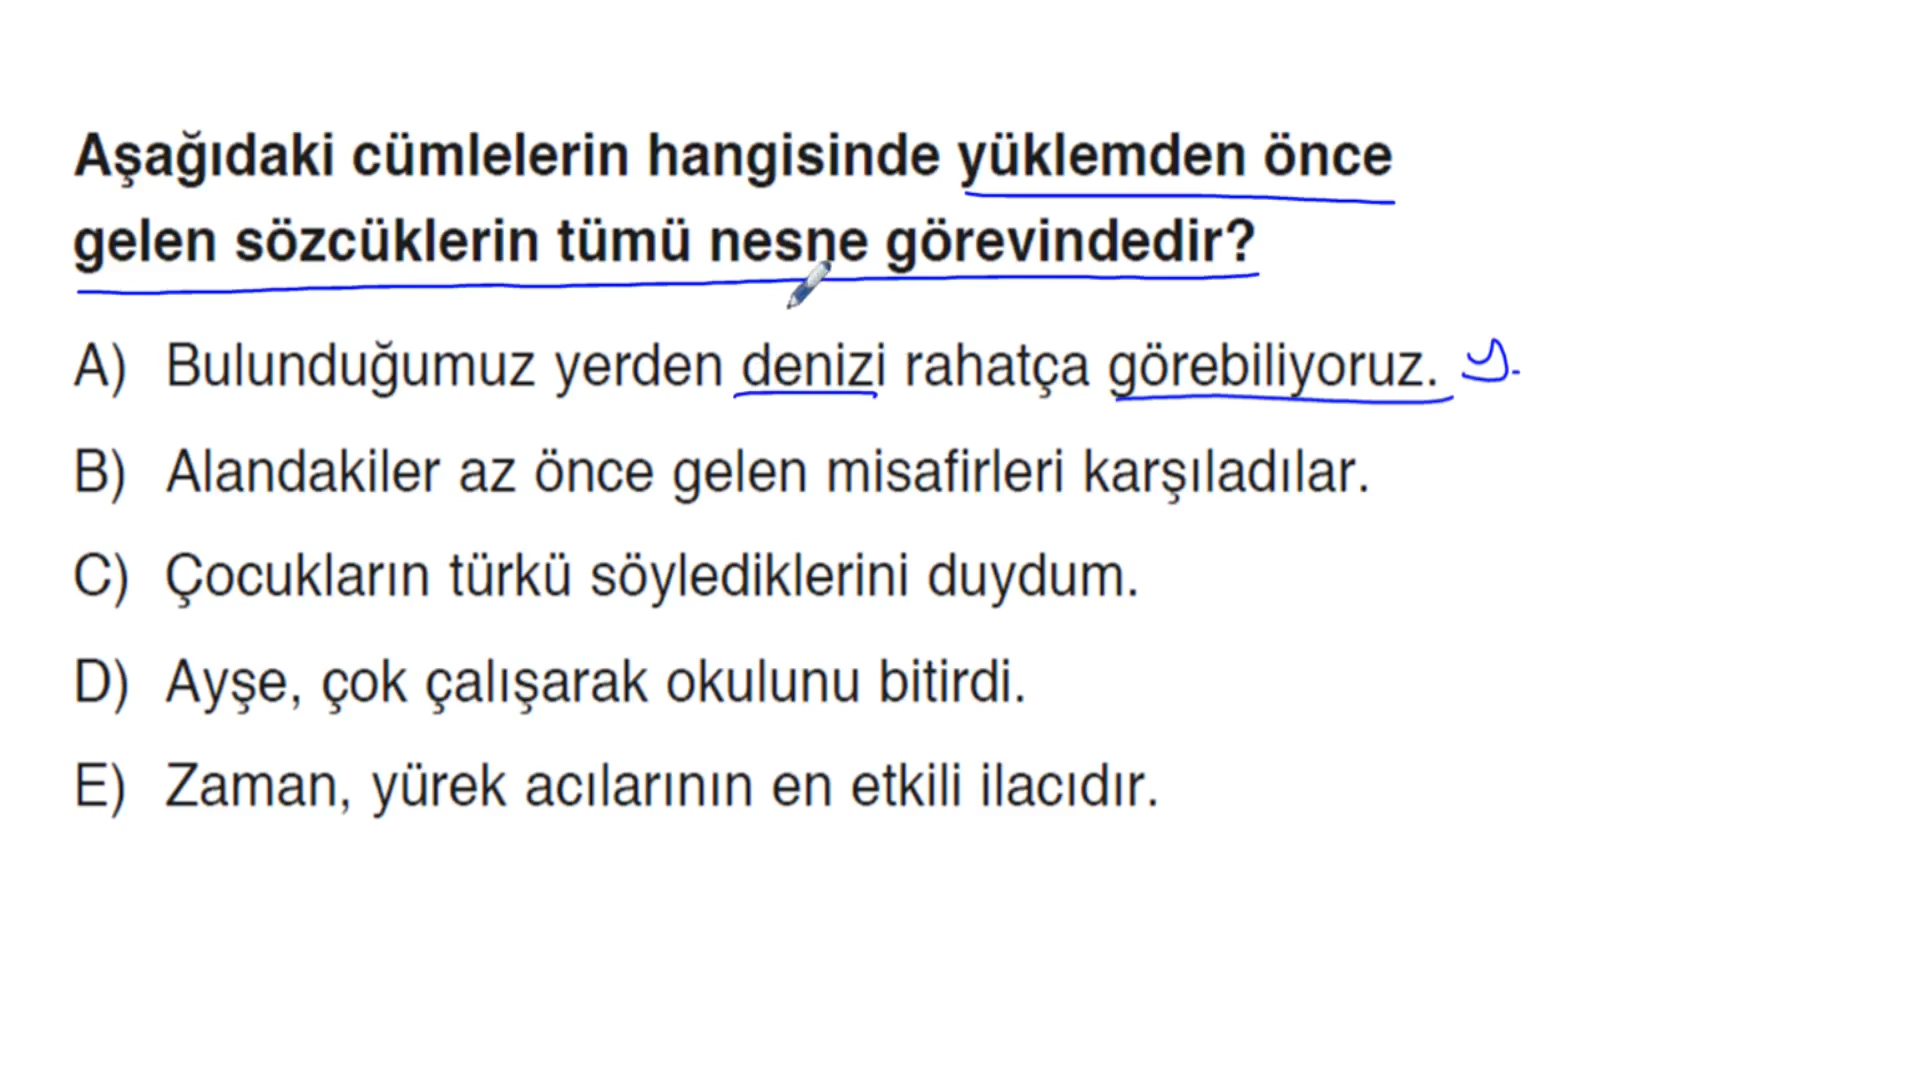 Aşağıdaki cümlelerin hangisinde yüklemden önce
gelen sözcüklerin tümü nesne görevindedir?
A) Bulunduğumuz yerden denizi rahatça görebiliyoruz. y.
B) Alandakiler az önce gelen misafirleri karşıladılar.
C) Çocukların türkü söylediklerini duydum.
D) Ayşe, çok çalışarak okulunu bitirdi.
E) Zaman, yürek acılarının en etkili ilacıdır.